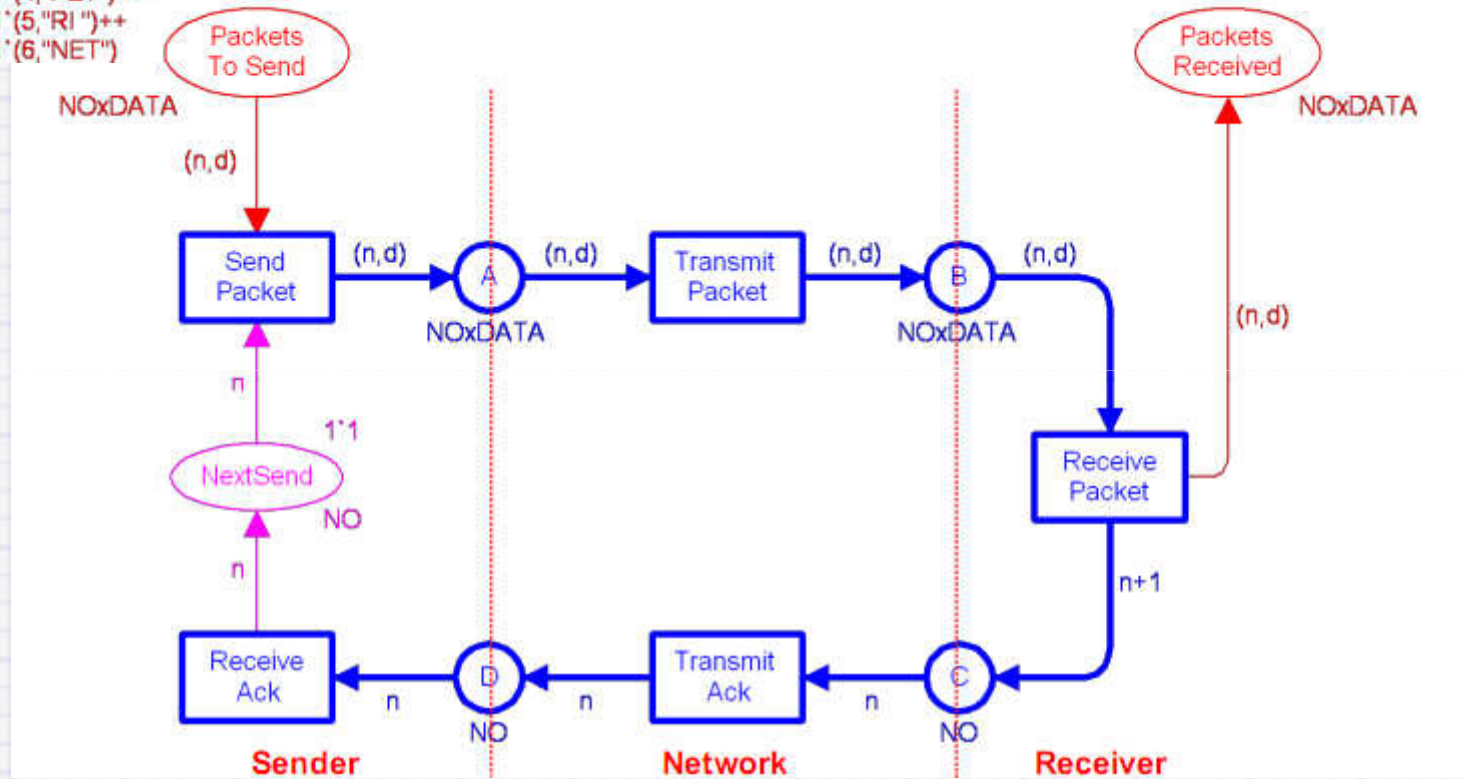 `(5,"RI ")++
`(6,"NET")
Packets
To Send
Packets
Received
NOxDATA
NOxDATA
(n,d)
Send
Packet
(n,d)
A
(n,d)
Transmit
Packet
(n,d)
B
(n,d)
NOxDATA
NOxDATA
(n,d)
n
1`1
NextSend
NO
Receive
Packet
n
n+1
Receive
Ack
n
D
n
Transmit
Ack
n
C
NO
NO
Sender
Network
Receiver